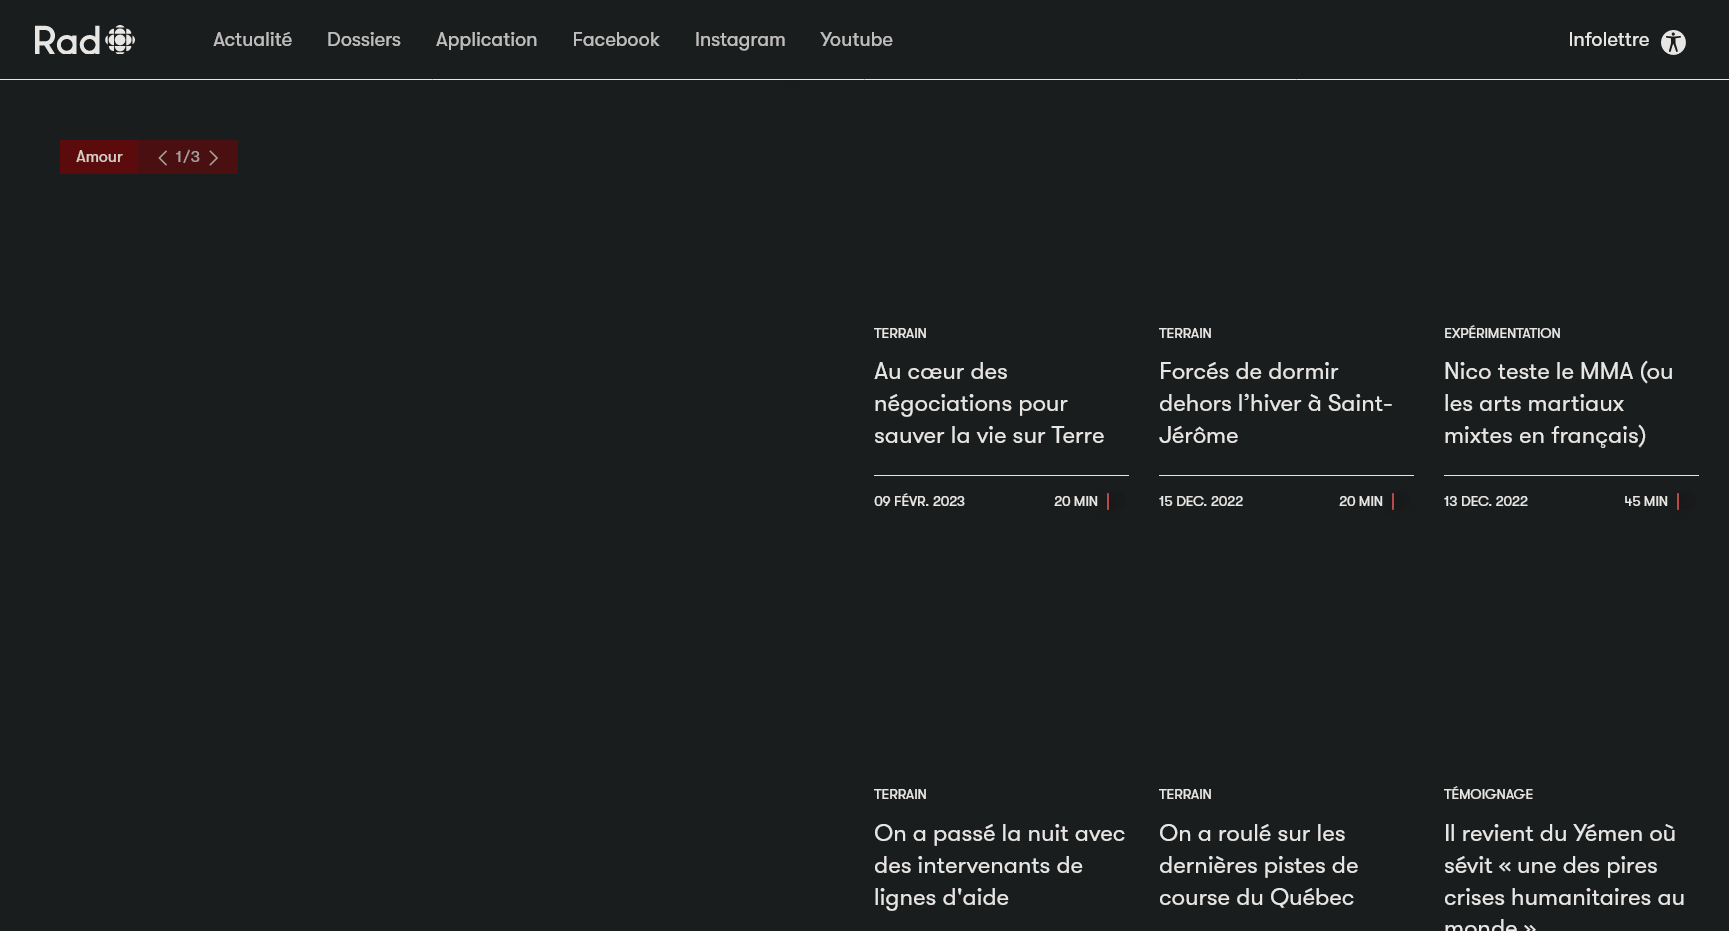 Rad
Actualité Dossiers Application Facebook Instagram Youtube
Infolettre
Amour 1/3
TERRAIN
Au cœur des
négociations pour
sauver la vie sur Terre
09 FÉVR. 2023 20 MIN
TERRAIN
Forcés de dormir
dehors l’hiver à Saint-
Jérôme
15 DEC. 2022 20 MIN
EXPÉRIMENTATION
Nico teste le MMA (ou
les arts martiaux
mixtes en français)
13 DEC. 2022 45 MIN
TERRAIN
On a passé la nuit avec
des intervenants de
lignes d'aide
TERRAIN
On a roulé sur les
dernières pistes de
course du Québec
TÉMOIGNAGE
Il revient du Yémen où
sévit « une des pires
crises humanitaires au
monde »